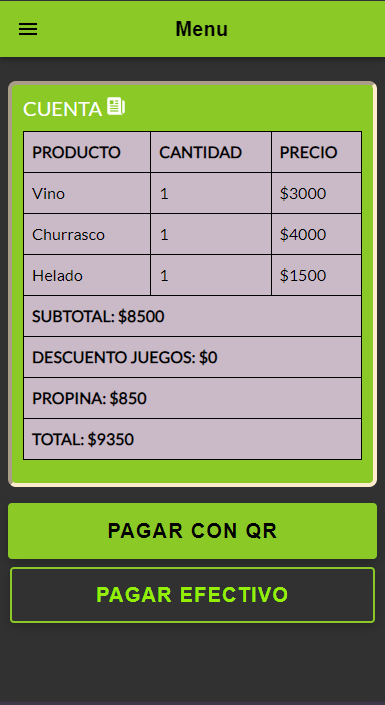 Menu
CUENTA
PRODUCTO CANTIDAD PRECIO
Vino 1 $3000
Churrasco 1 $4000
Helado 1 $1500
SUBTOTAL: $8500
DESCUENTO JUEGOS: $0
PROPINA: $850
TOTAL: $9350
PAGAR CON QR
PAGAR EFECTIVO